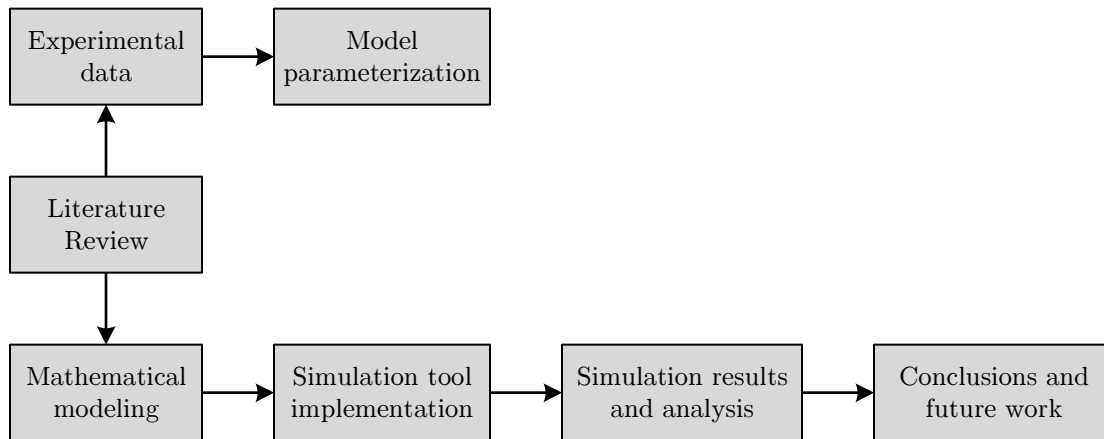 Experimental
data
Model
parameterization
Literature
Review
Mathematical
modeling
Simulation tool
implementation
Simulation results
and analysis
Conclusions and
future work